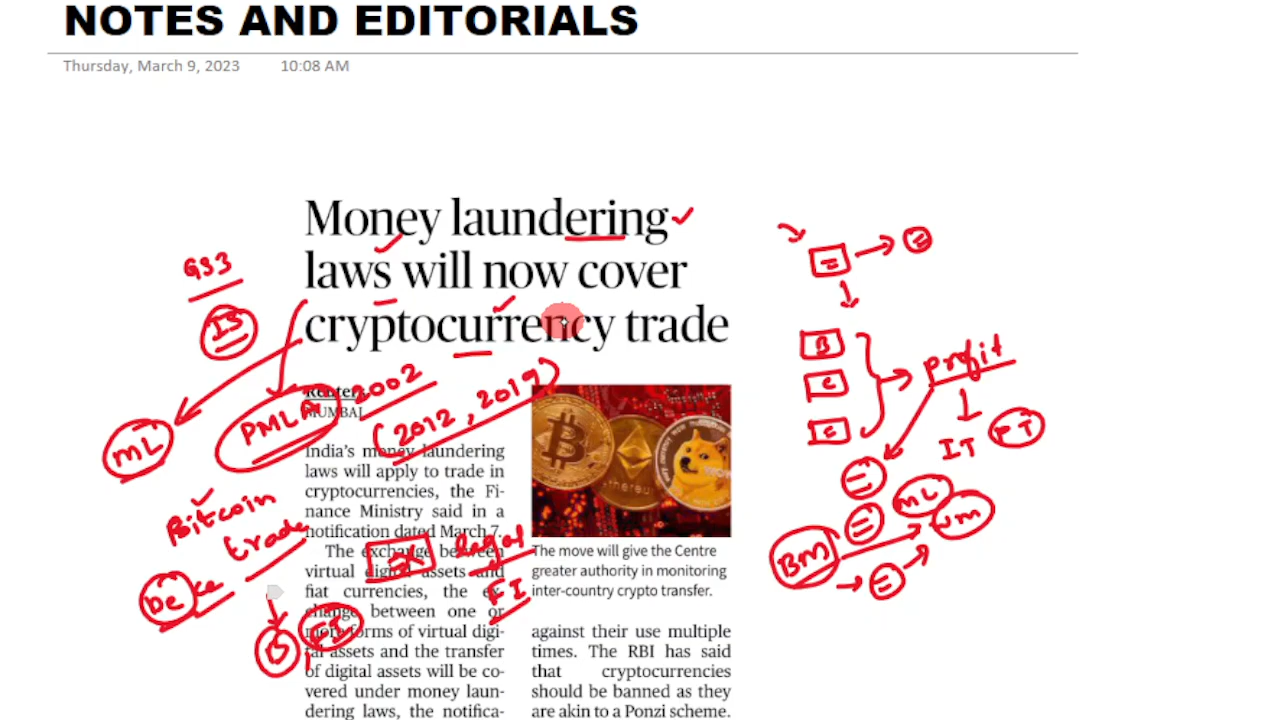 NOTES AND EDITORIALS
Thursday, March 9, 2023 10:08 AM
Money laundering
laws will now cover
cryptocurrency trade
GS3
IS
ML
PMLA 2002
(2012, 2019)
Reuters
MUMBAI
India's money laundering
laws will apply to trade in
cryptocurrencies, the Fi-
nance Ministry said in a
notification dated March 7.
The exchange between
virtual digital assets and
fiat currencies, the ex-
change between one or
more forms of virtual digi-
tal assets and the transfer
of digital assets will be co-
vered under money laun-
dering laws, the notifica-
Bitcoin
trade
legal
FI
B, FI
The move will give the Centre
greater authority in monitoring
inter-country crypto transfer.
against their use multiple
times. The RBI has said
that cryptocurrencies
should be banned as they
are akin to a Ponzi scheme.
B
C
Profit
IT
ML
WM
BM